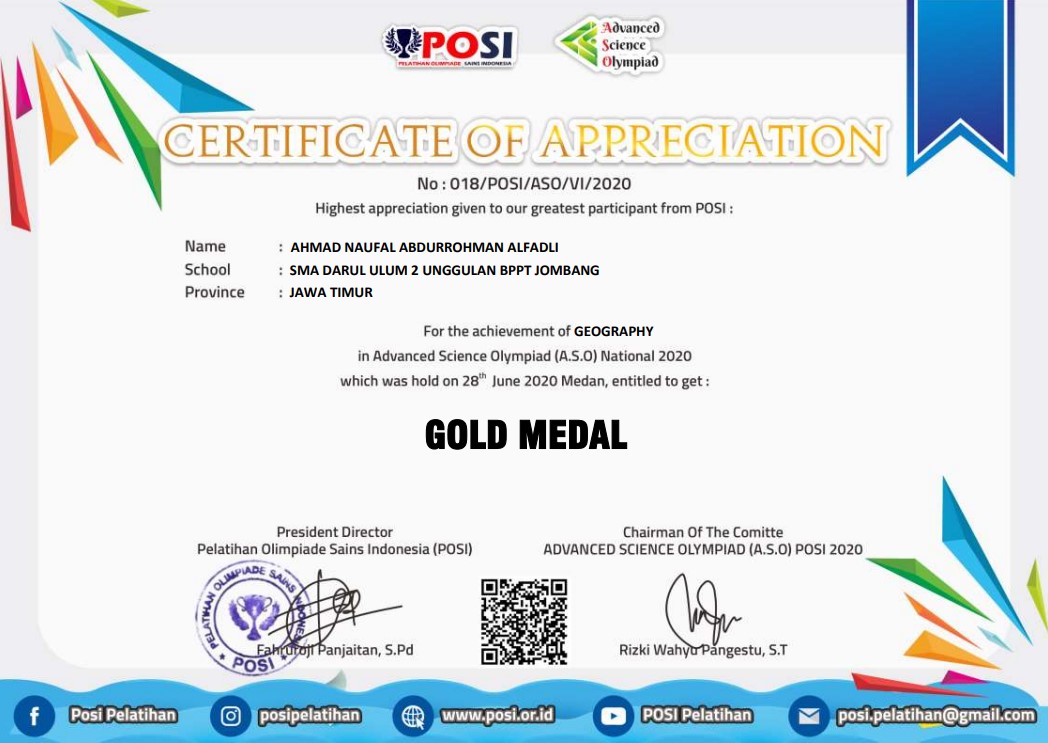 POSI
PELATIHAN OLIMPIADE SAINS INDONESIA
Advanced
Science
Olympiad
CERTIFICATE OF APPRECIATION
No : 018/POSI/ASO/VI/2020
Highest appreciation given to our greatest participant from POSI :
Name : AHMAD NAUFAL ABDURROHMAN ALFADLI
School : SMA DARUL ULUM 2 UNGGULAN BPPT JOMBANG
Province : JAWA TIMUR
For the achievement of GEOGRAPHY
in Advanced Science Olympiad (A.S.O) National 2020
which was hold on 28th June 2020 Medan, entitled to get :
GOLD MEDAL
President Director
Pelatihan Olimpiade Sains Indonesia (POSI)
Chairman Of The Comitte
ADVANCED SCIENCE OLYMPIAD (A.S.O) POSI 2020
PELATIHAN OLIMPIADE SAINS INDONESIA
POSI
Fahruroji Panjaitan, S.Pd
Rizki Wahyu Pangestu, S.T
Posi Pelatihan
posipelatihan
www.posi.or.id
POSI Pelatihan
posi.pelatihan@gmail.com